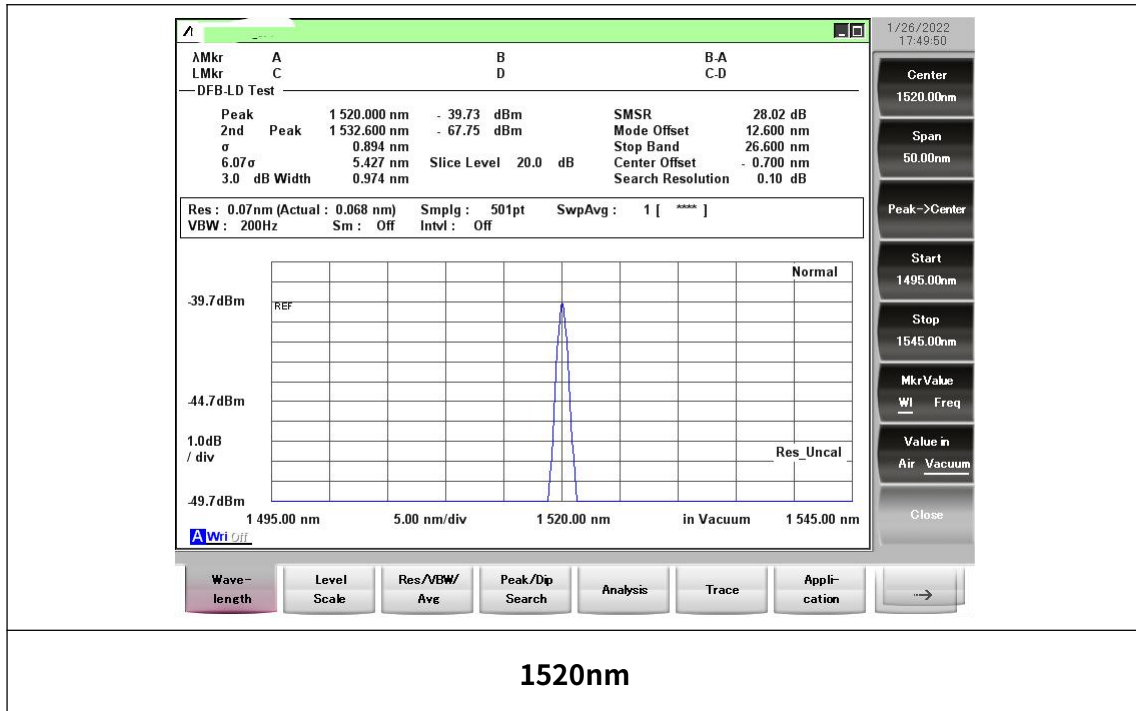 1/26/2022
17:49:50
λMkr A B B-A
LMkr C D C-D
DFB-LD Test
Peak 1 520.000 nm - 39.73 dBm SMSR 28.02 dB
2nd Peak 1 532.600 nm - 67.75 dBm Mode Offset 12.600 nm
σ 0.894 nm Stop Band 26.600 nm
6.07σ 5.427 nm Slice Level 20.0 dB Center Offset - 0.700 nm
3.0 dB Width 0.974 nm Search Resolution 0.10 dB
Res : 0.07nm (Actual : 0.068 nm) Smplg : 501pt SwpAvg : 1 [ **** ]
VBW : 200Hz Sm : Off Intvl : Off
Normal
-39.7dBm
REF
-44.7dBm
1.0dB
/ div
Res_Uncal
-49.7dBm
1 495.00 nm 5.00 nm/div 1 520.00 nm in Vacuum 1 545.00 nm
A Wri Off
Center
1520.00nm
Span
50.00nm
Peak->Center
Start
1495.00nm
Stop
1545.00nm
MkrValue
Wl Freq
Value in
Air Vacuum
Close
Wave-
length
Level
Scale
Res/VBW/
Avg
Peak/Dip
Search
Analysis
Trace
Appli-
cation
1520nm